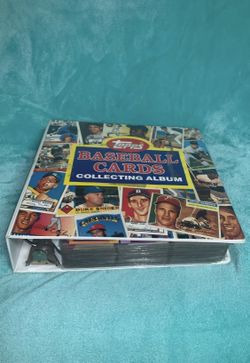 Topps
BASEBALL
CARDS
COLLECTING ALBUM
DUKE SNIDER